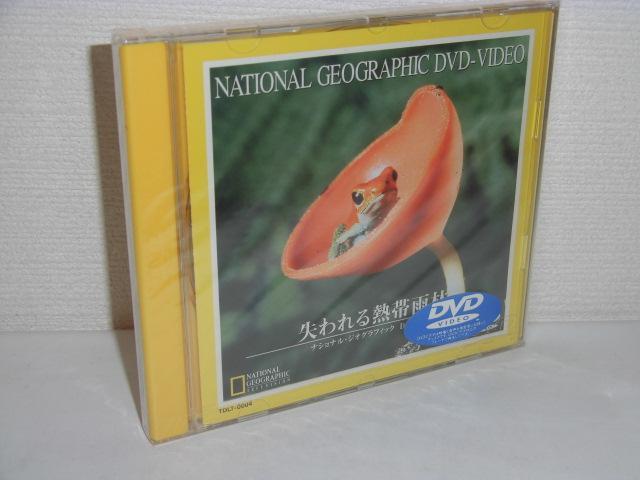 NATIONAL GEOGRAPHIC DVD-VIDEO
失われる熱帯雨林
ナショナル・ジオグラフィック
DVD
VIDEO
NATIONAL
GEOGRAPHIC
TELEVISION
TDLT-0004